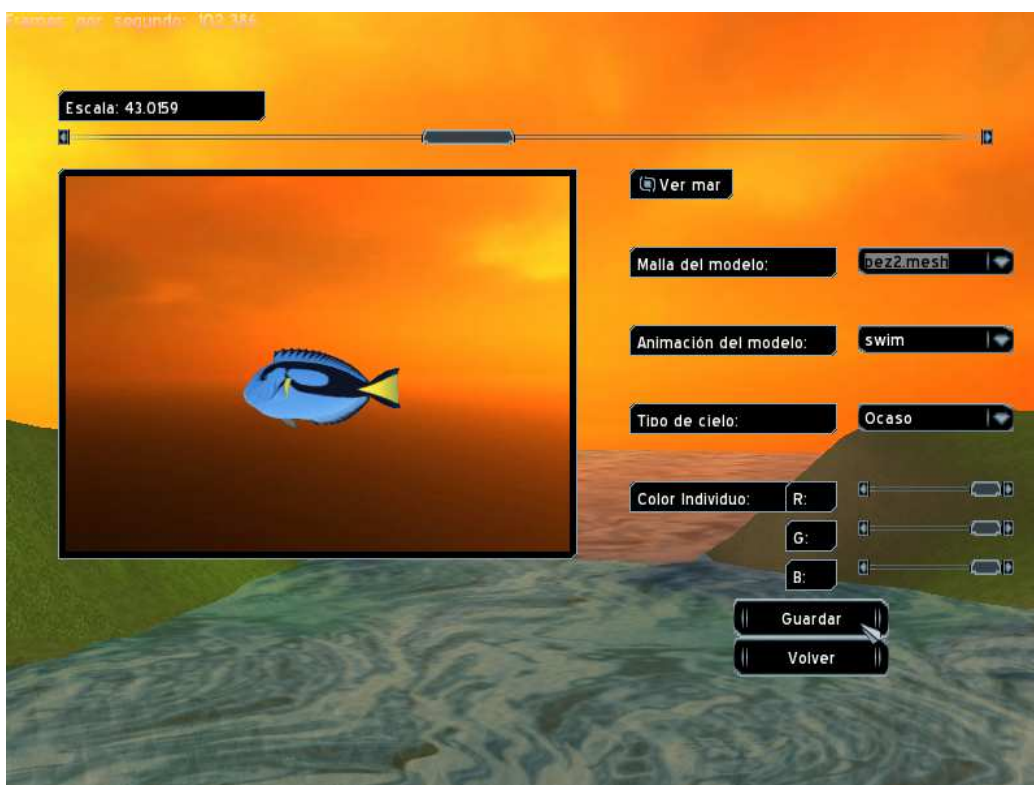 Frames por segundo: 102.386
Escala: 43.0159
Ver mar
Malla del modelo: pez2.mesh
Animación del modelo: swim
Tipo de cielo: Ocaso
Color Individuo: R:
G:
B:
Guardar
Volver